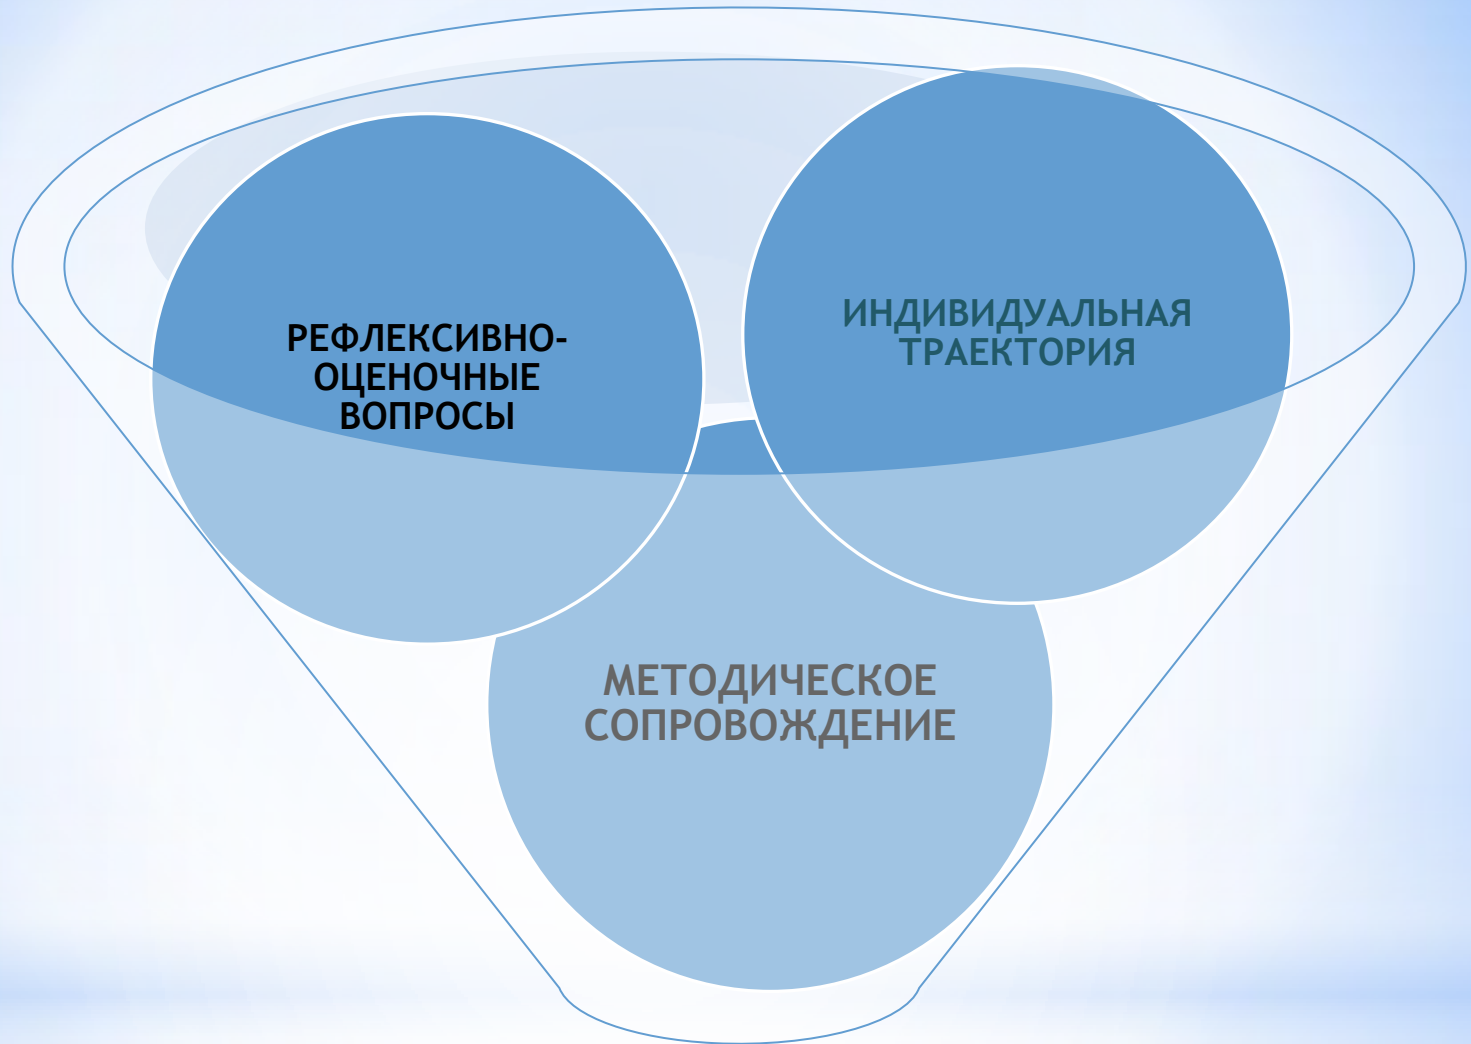 РЕФЛЕКСИВНО-
ОЦЕНОЧНЫЕ
ВОПРОСЫ
ИНДИВИДУАЛЬНАЯ
ТРАЕКТОРИЯ
МЕТОДИЧЕСКОЕ
СОПРОВОЖДЕНИЕ